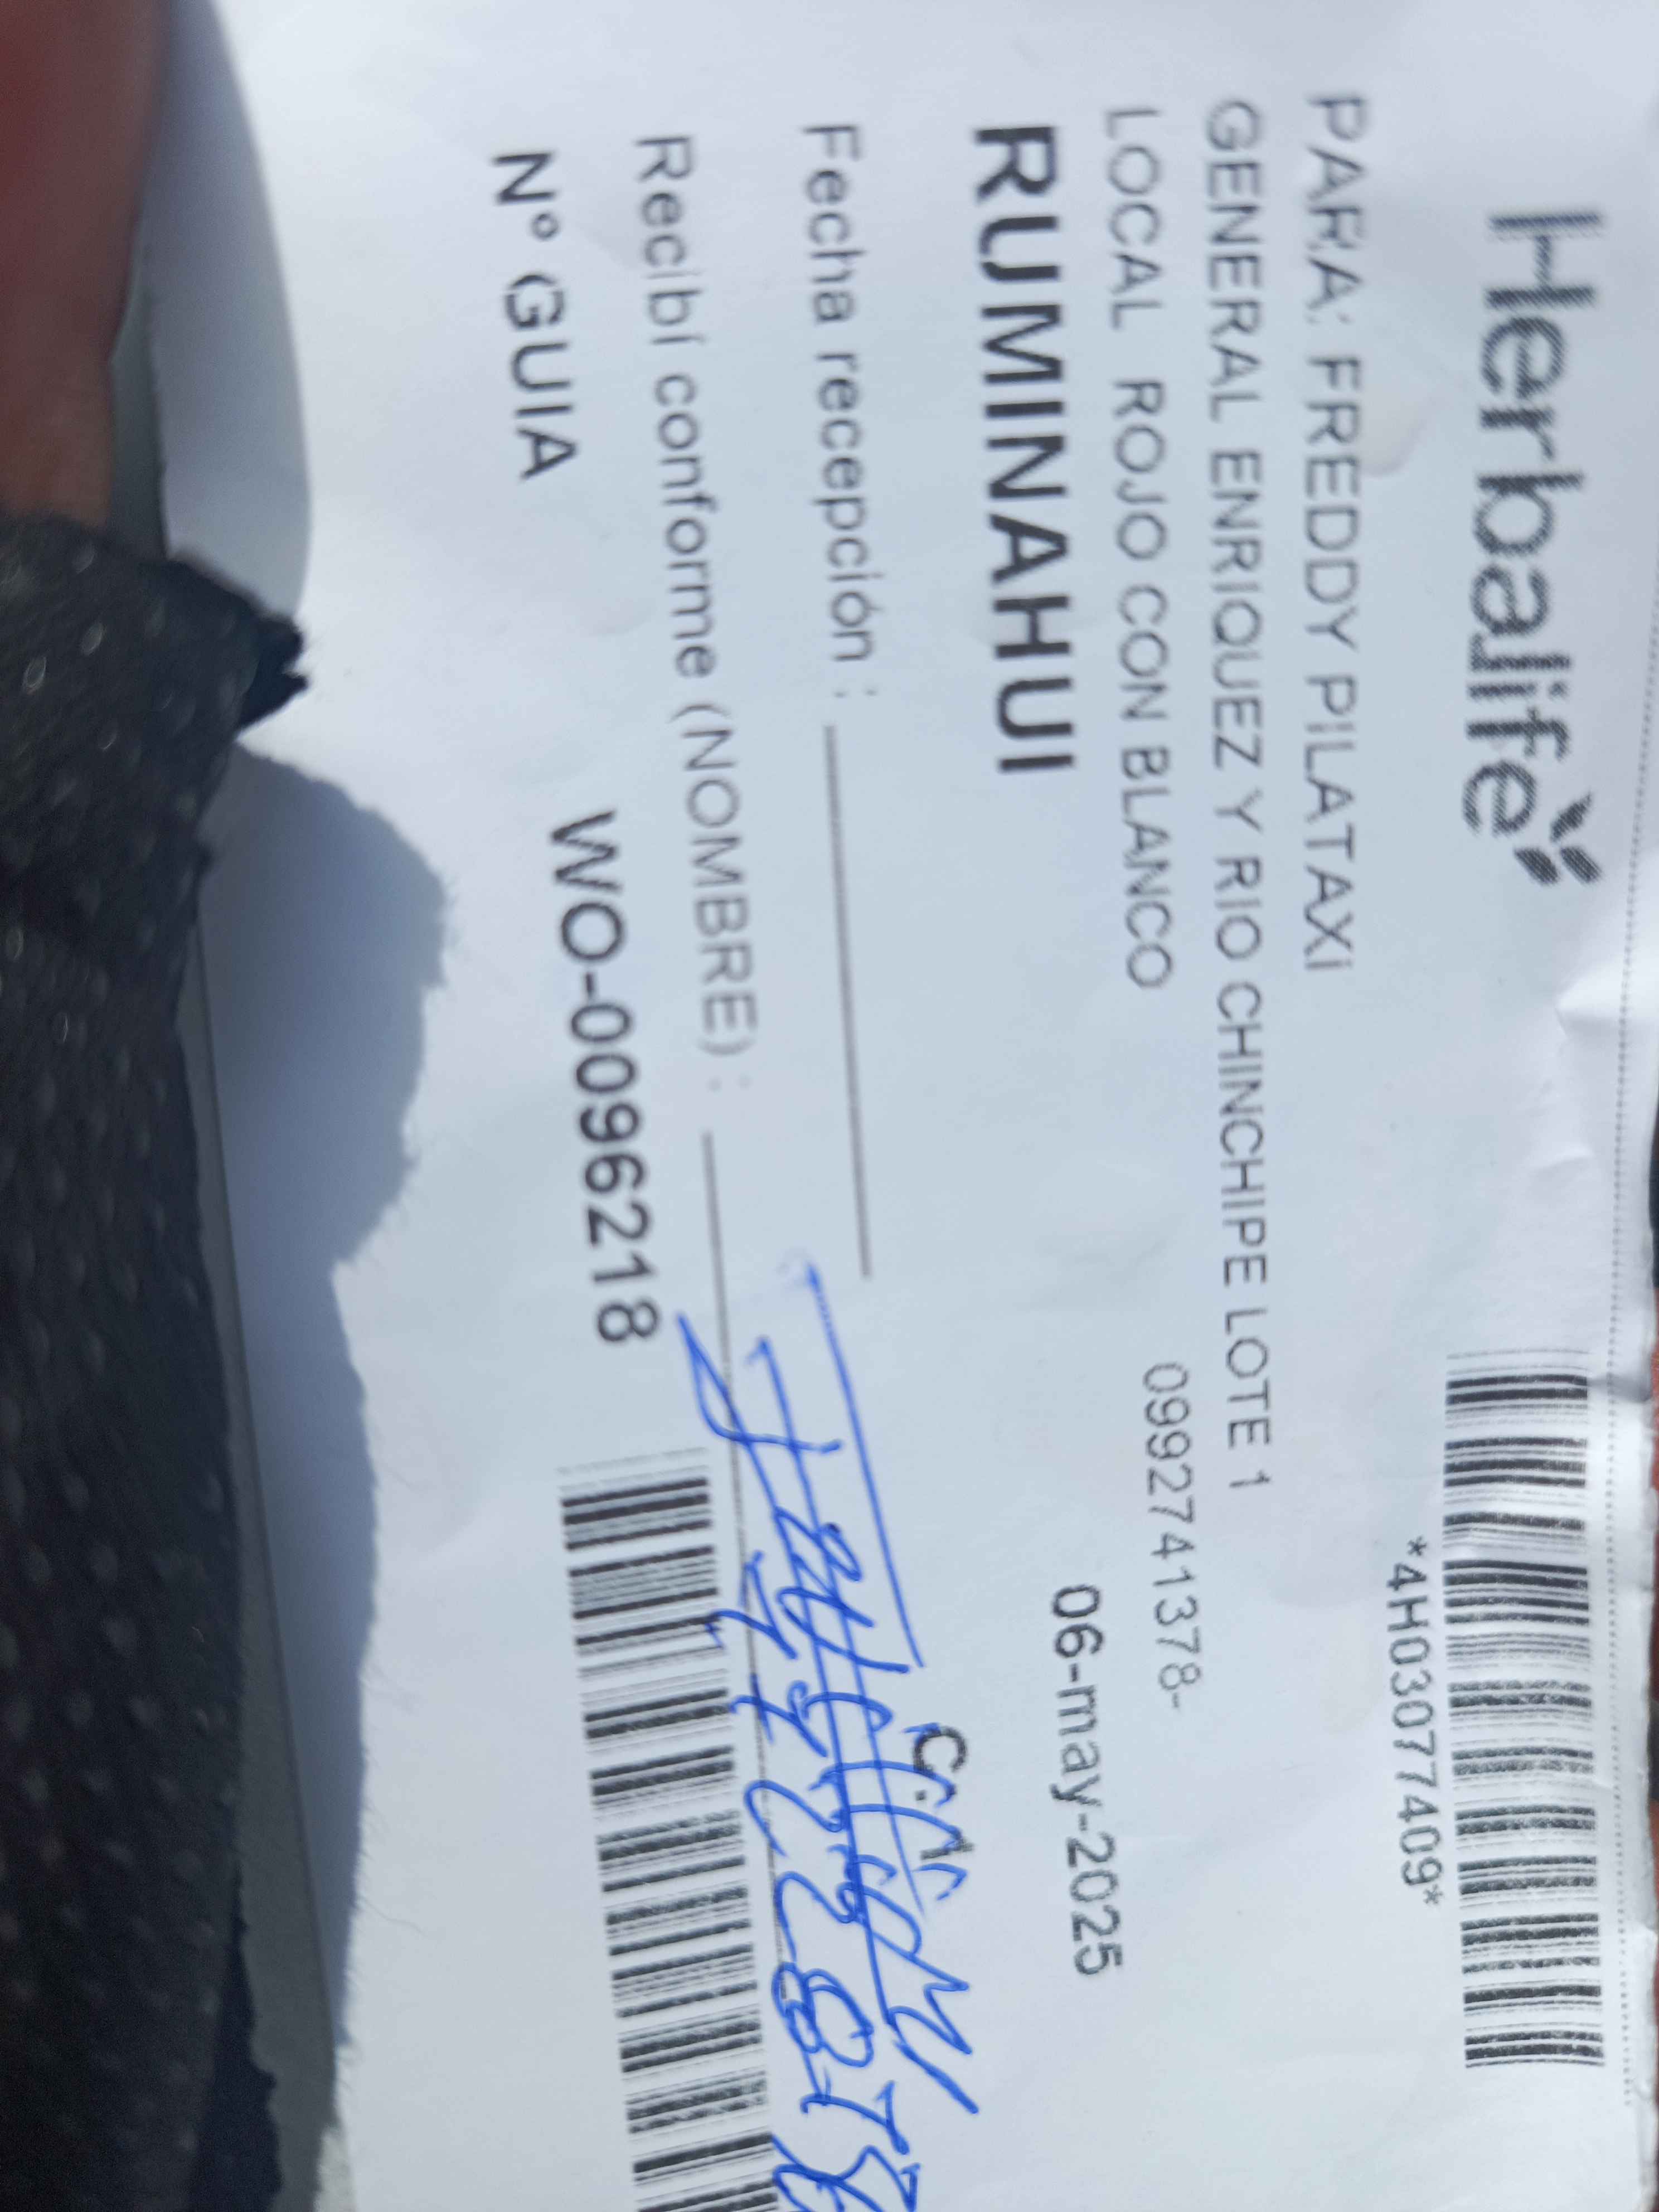 Herbalife
*4H03077409*
PARA: FREDDY PILATAXI
GENERAL ENRIQUEZ Y RIO CHINCHIPE LOTE 1
LOCAL ROJO CON BLANCO
0992741378-
RUMINAHUI
06-may-2025
Fecha recepción :
C.
Recibí conforme (NOMBRE) :
N° GUIA
WO-00962218